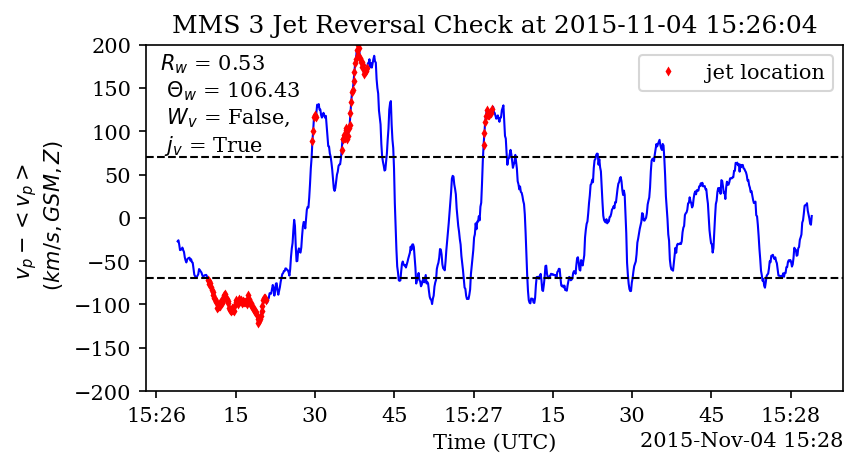 MMS 3 Jet Reversal Check at 2015-11-04 15:26:04
R_w = 0.53
Θ_w = 106.43
W_v = False,
j_v = True
jet location
200
150
100
50
0
−50
−100
−150
−200
v_p − < v_p >
(km/s, GSM, Z)
15:26 15 30 45 15:27 15 30 45 15:28
Time (UTC)
2015-Nov-04 15:28